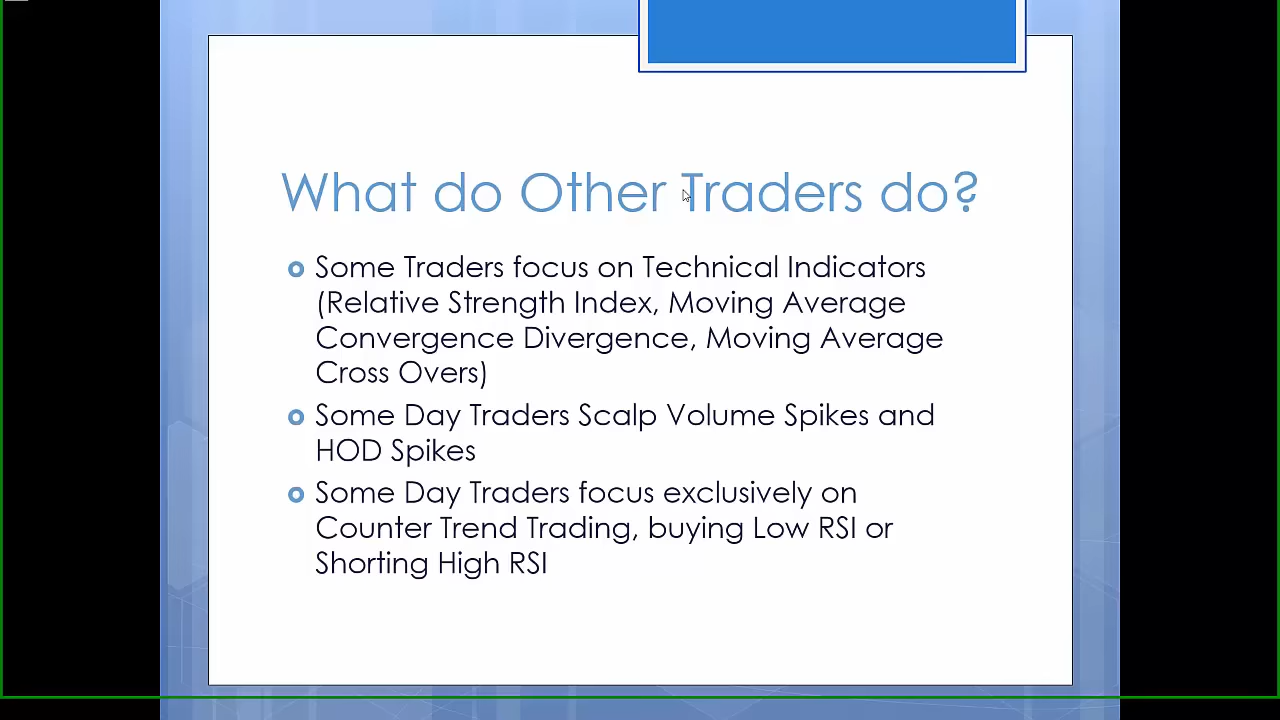 What do Other Traders do?
Some Traders focus on Technical Indicators
(Relative Strength Index, Moving Average
Convergence Divergence, Moving Average
Cross Overs)
Some Day Traders Scalp Volume Spikes and
HOD Spikes
Some Day Traders focus exclusively on
Counter Trend Trading, buying Low RSI or
Shorting High RSI